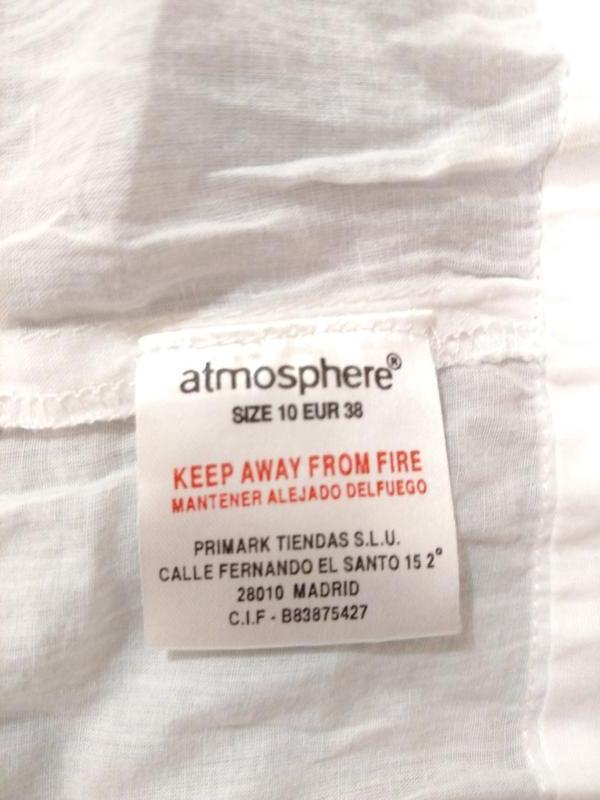 atmosphere®
SIZE 10 EUR 38
KEEP AWAY FROM FIRE
MANTENER ALEJADO DELFUEGO
PRIMARK TIENDAS S.L.U.
CALLE FERNANDO EL SANTO 15 2º
28010 MADRID
C.I.F - B83875427